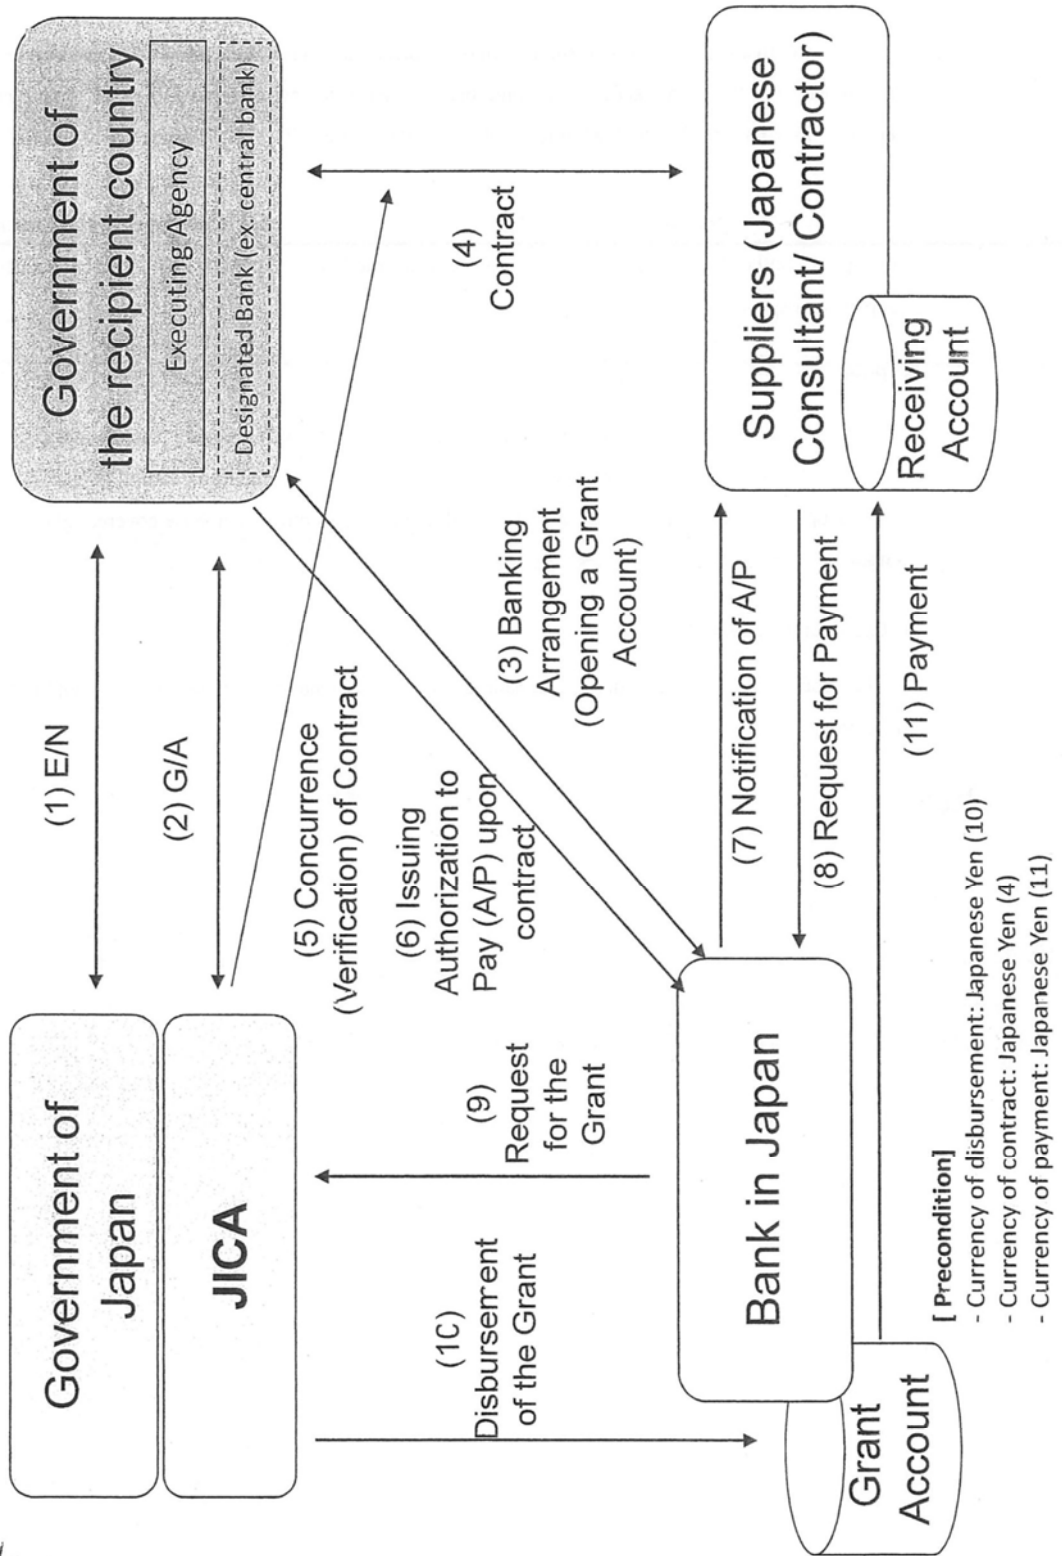 Government of
Japan
JICA
(1) E/N
(2) G/A
Government of
the recipient country
Executing Agency
Designated Bank (ex. central bank)
(5) Concurrence
(Verification) of Contract
(6) Issuing
Authorization to
Pay (A/P) upon
contract
(3) Banking
Arrangement
(Opening a Grant
Account)
(4)
Contract
(1C)
Disbursement
of the Grant
(9)
Request
for the
Grant
Bank in Japan
Grant
Account
(7) Notification of A/P
(8) Request for Payment
(11) Payment
Suppliers (Japanese
Consultant/ Contractor)
Receiving
Account
[ Precondition]
- Currency of disbursement: Japanese Yen (10)
- Currency of contract: Japanese Yen (4)
- Currency of payment: Japanese Yen (11)